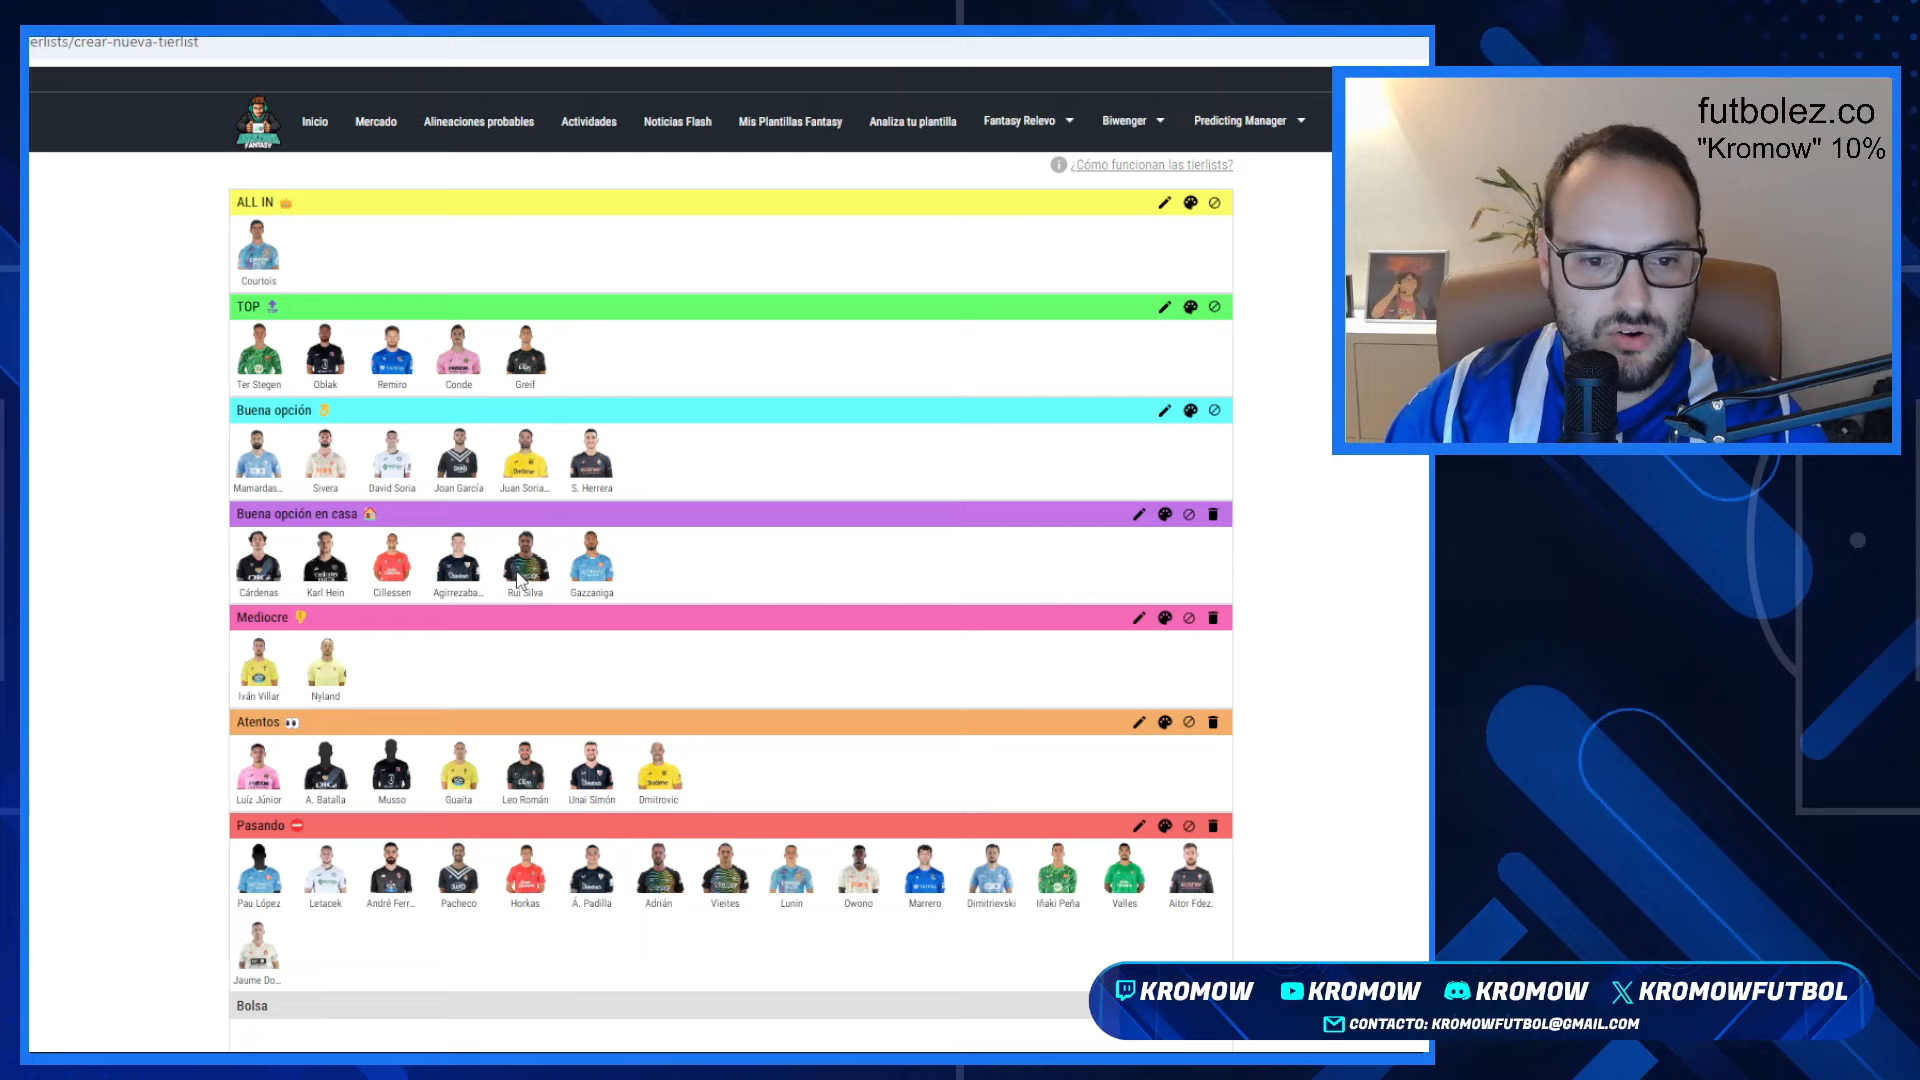 erlists/crear-nueva-tierlist
FANTASY
Inicio
Mercado
Alineaciones probables
Actividades
Noticias Flash
Mis Plantillas Fantasy
Analiza tu plantilla
Fantasy Relevo
Biwenger
Predicting Manager
futbolez.co
"Kromow" 10%
¿Cómo funcionan las tierlists?
ALL IN
Courtois
TOP
Ter Stegen
Oblak
Remiro
Conde
Greif
Buena opción
Mamardas...
Sivera
David Soria
Joan García
Juan Soria...
S. Herrera
Buena opción en casa
Cárdenas
Karl Hein
Cillessen
Agirrezaba...
Rui Silva
Gazzaniga
Mediocre
Iván Villar
Nyland
Atentos
Luíz Júnior
A. Batalla
Musso
Guaita
Leo Román
Unai Simón
Dmitrovic
Pasando
Pau López
Letacek
André Ferr...
Pacheco
Horkas
Á. Padilla
Adrián
Vieites
Lunin
Owono
Marrero
Dimitrievski
Iñaki Peña
Valles
Aitor Fdez.
Jaume Do...
Bolsa
KROMOW
KROMOW
KROMOW
KROMOWFUTBOL
CONTACTO: KROMOWFUTBOL@GMAIL.COM